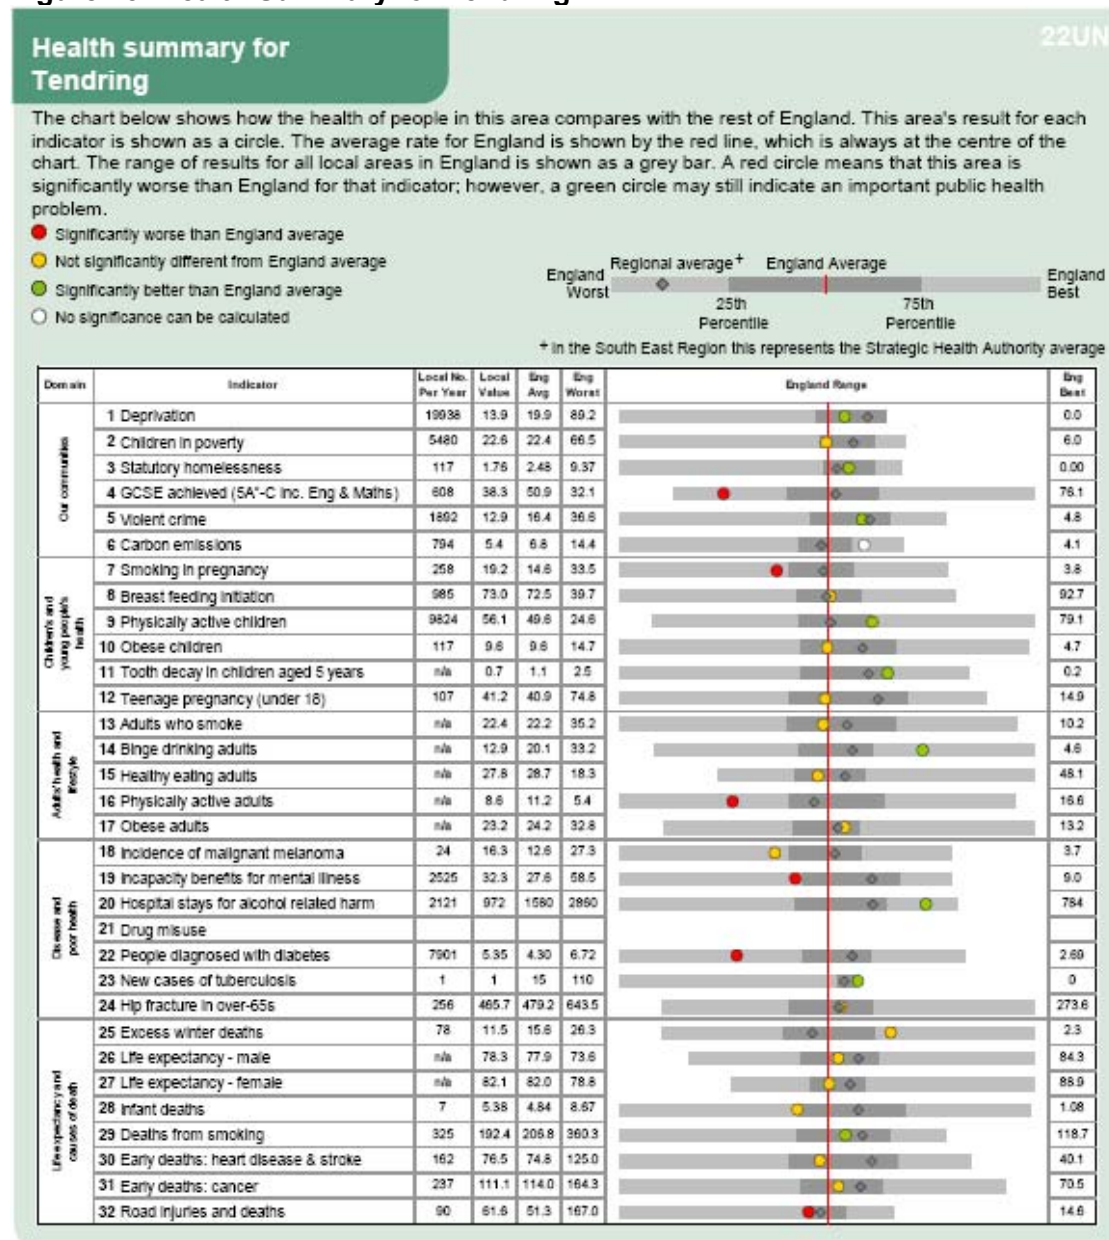 Health summary for
Tendring
22UN
The chart below shows how the health of people in this area compares with the rest of England. This area's result for each
indicator is shown as a circle. The average rate for England is shown by the red line, which is always at the centre of the
chart. The range of results for all local areas in England is shown as a grey bar. A red circle means that this area is
significantly worse than England for that indicator; however, a green circle may still indicate an important public health
problem.
Significantly worse than England average
Not significantly different from England average
Significantly better than England average
No significance can be calculated
Regional average+ England Average
England Worst
England Best
25th Percentile
75th Percentile
+ In the South East Region this represents the Strategic Health Authority average
Domain Indicator Local No. Per Year Local Value Eng Avg Eng Worst England Range Eng Best
Our communities
1 Deprivation 19938 13.9 19.9 89.2 0.0
2 Children in poverty 5480 22.6 22.4 66.5 6.0
3 Statutory homelessness 117 1.76 2.48 9.37 0.00
4 GCSE achieved (5A*-C inc. Eng & Maths) 608 38.3 50.9 32.1 76.1
5 Violent crime 1892 12.9 16.4 36.6 4.8
6 Carbon emissions 794 5.4 6.8 14.4 4.1
Children's and young people's health
7 Smoking in pregnancy 258 19.2 14.6 33.5 3.8
8 Breast feeding initiation 985 73.0 72.5 39.7 92.7
9 Physically active children 9824 56.1 49.6 24.6 79.1
10 Obese children 117 9.6 9.6 14.7 4.7
11 Tooth decay in children aged 5 years n/a 0.7 1.1 2.5 0.2
12 Teenage pregnancy (under 18) 107 41.2 40.9 74.8 14.9
Adults' health and lifestyle
13 Adults who smoke n/a 22.4 22.2 35.2 10.2
14 Binge drinking adults n/a 12.9 20.1 33.2 4.6
15 Healthy eating adults n/a 27.8 28.7 18.3 48.1
16 Physically active adults n/a 8.6 11.2 5.4 16.6
17 Obese adults n/a 23.2 24.2 32.8 13.2
Disease and poor health
18 Incidence of malignant melanoma 24 16.3 12.6 27.3 3.7
19 Incapacity benefits for mental illness 2525 32.3 27.6 58.5 9.0
20 Hospital stays for alcohol related harm 2121 972 1580 2860 784
21 Drug misuse
22 People diagnosed with diabetes 7901 5.35 4.30 6.72 2.69
23 New cases of tuberculosis 1 1 15 110 0
24 Hip fracture in over-65s 256 465.7 479.2 643.5 273.6
Life expectancy and causes of death
25 Excess winter deaths 78 11.5 15.6 26.3 2.3
26 Life expectancy - male n/a 78.3 77.9 73.6 84.3
27 Life expectancy - female n/a 82.1 82.0 78.8 88.9
28 Infant deaths 7 5.38 4.84 8.67 1.08
29 Deaths from smoking 325 192.4 206.8 360.3 118.7
30 Early deaths: heart disease & stroke 162 76.5 74.8 125.0 40.1
31 Early deaths: cancer 237 111.1 114.0 164.3 70.5
32 Road injuries and deaths 90 61.6 51.3 167.0 14.6